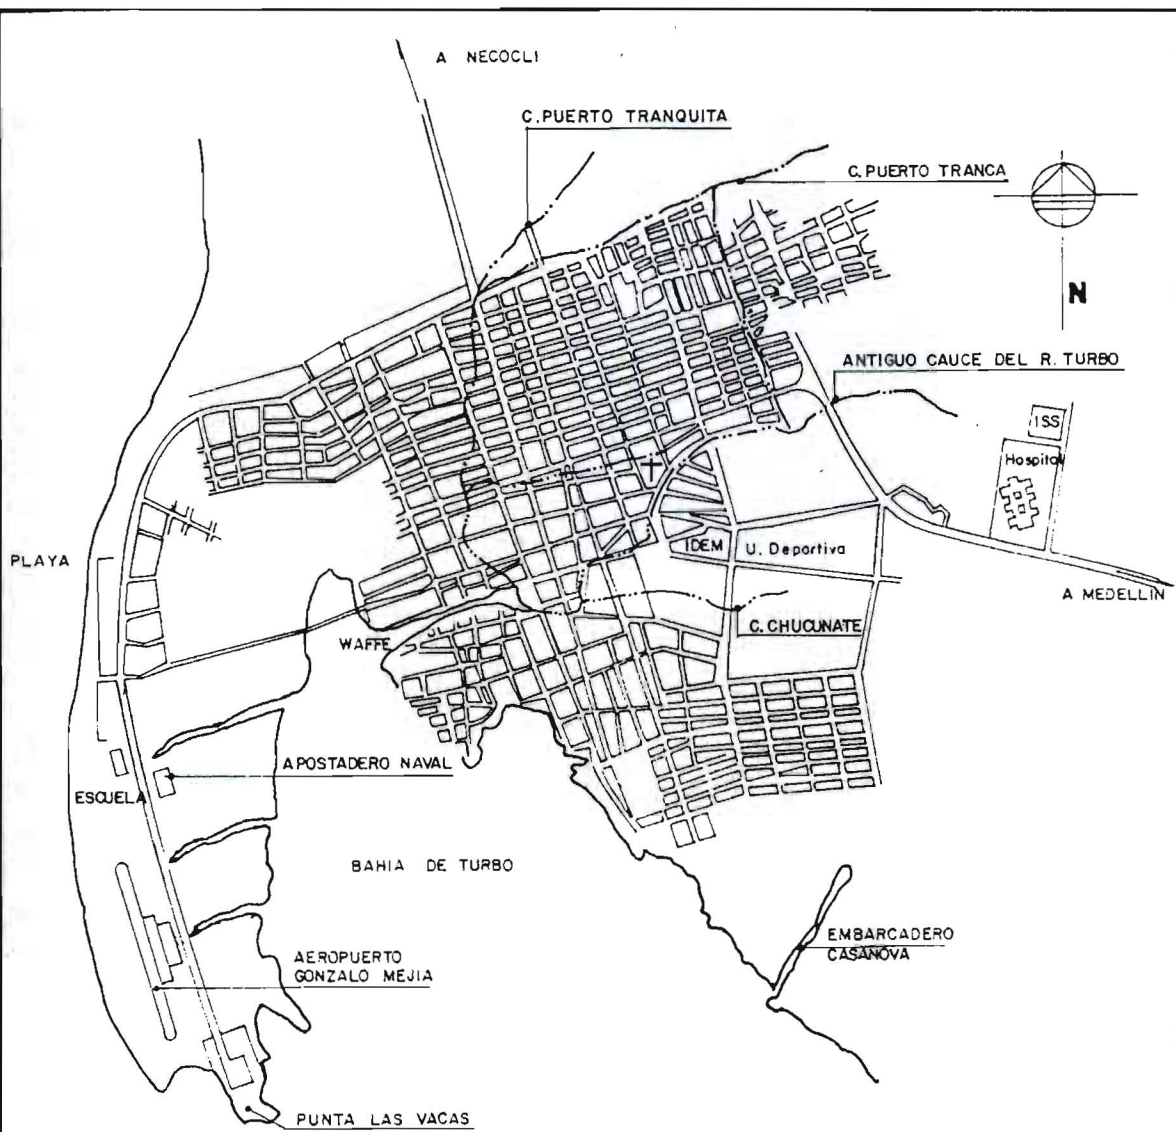 A NECOCLI
C. PUERTO TRANQUITA
C. PUERTO TRANCA
N
ANTIGUO CAUCE DEL R. TURBO
ISS
Hospital
PLAYA
IDEM
U. Deportiva
A MEDELLIN
C. CHUCUNATE
WAFFE
APOSTADERO NAVAL
ESCUELA
BAHIA DE TURBO
EMBARCADERO
CASANOVA
AEROPUERTO
GONZALO MEJIA
PUNTA LAS VACAS